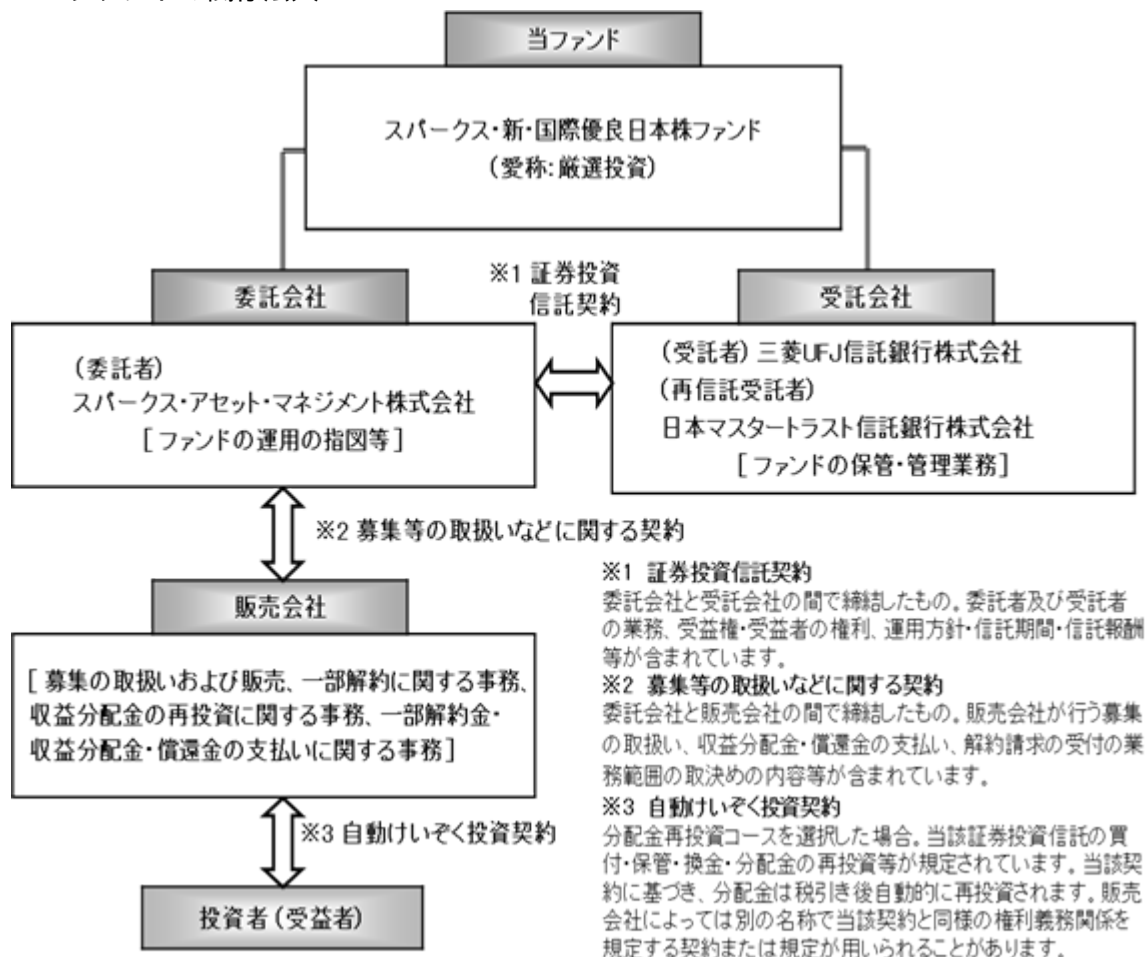 当ファンド
スパークス・新・国際優良日本株ファンド
(愛称:厳選投資)
委託会社
※1 証券投資
信託契約
受託会社
(委託者)
スパークス・アセット・マネジメント株式会社
[ファンドの運用の指図等]
(受託者) 三菱UFJ信託銀行株式会社
(再信託受託者)
日本マスタートラスト信託銀行株式会社
[ファンドの保管・管理業務]
※2 募集等の取扱いなどに関する契約
販売会社
[ 募集の取扱いおよび販売、一部解約に関する事務、
収益分配金の再投資に関する事務、一部解約金・
収益分配金・償還金の支払いに関する事務]
※3 自動けいぞく投資契約
投資者(受益者)
※1 証券投資信託契約
委託会社と受託会社の間で締結したもの。委託者及び受託者
の業務、受益権・受益者の権利、運用方針・信託期間・信託報酬
等が含まれています。
※2 募集等の取扱いなどに関する契約
委託会社と販売会社の間で締結したもの。販売会社が行う募集
の取扱い、収益分配金・償還金の支払い、解約請求の受付の業
務範囲の取決めの内容等が含まれています。
※3 自動けいぞく投資契約
分配金再投資コースを選択した場合。当該証券投資信託の買
付・保管・換金・分配金の再投資等が規定されています。当該契
約に基づき、分配金は税引き後自動的に再投資されます。販売
会社によっては別の名称で当該契約と同様の権利義務関係を
規定する契約または規定が用いられることがあります。